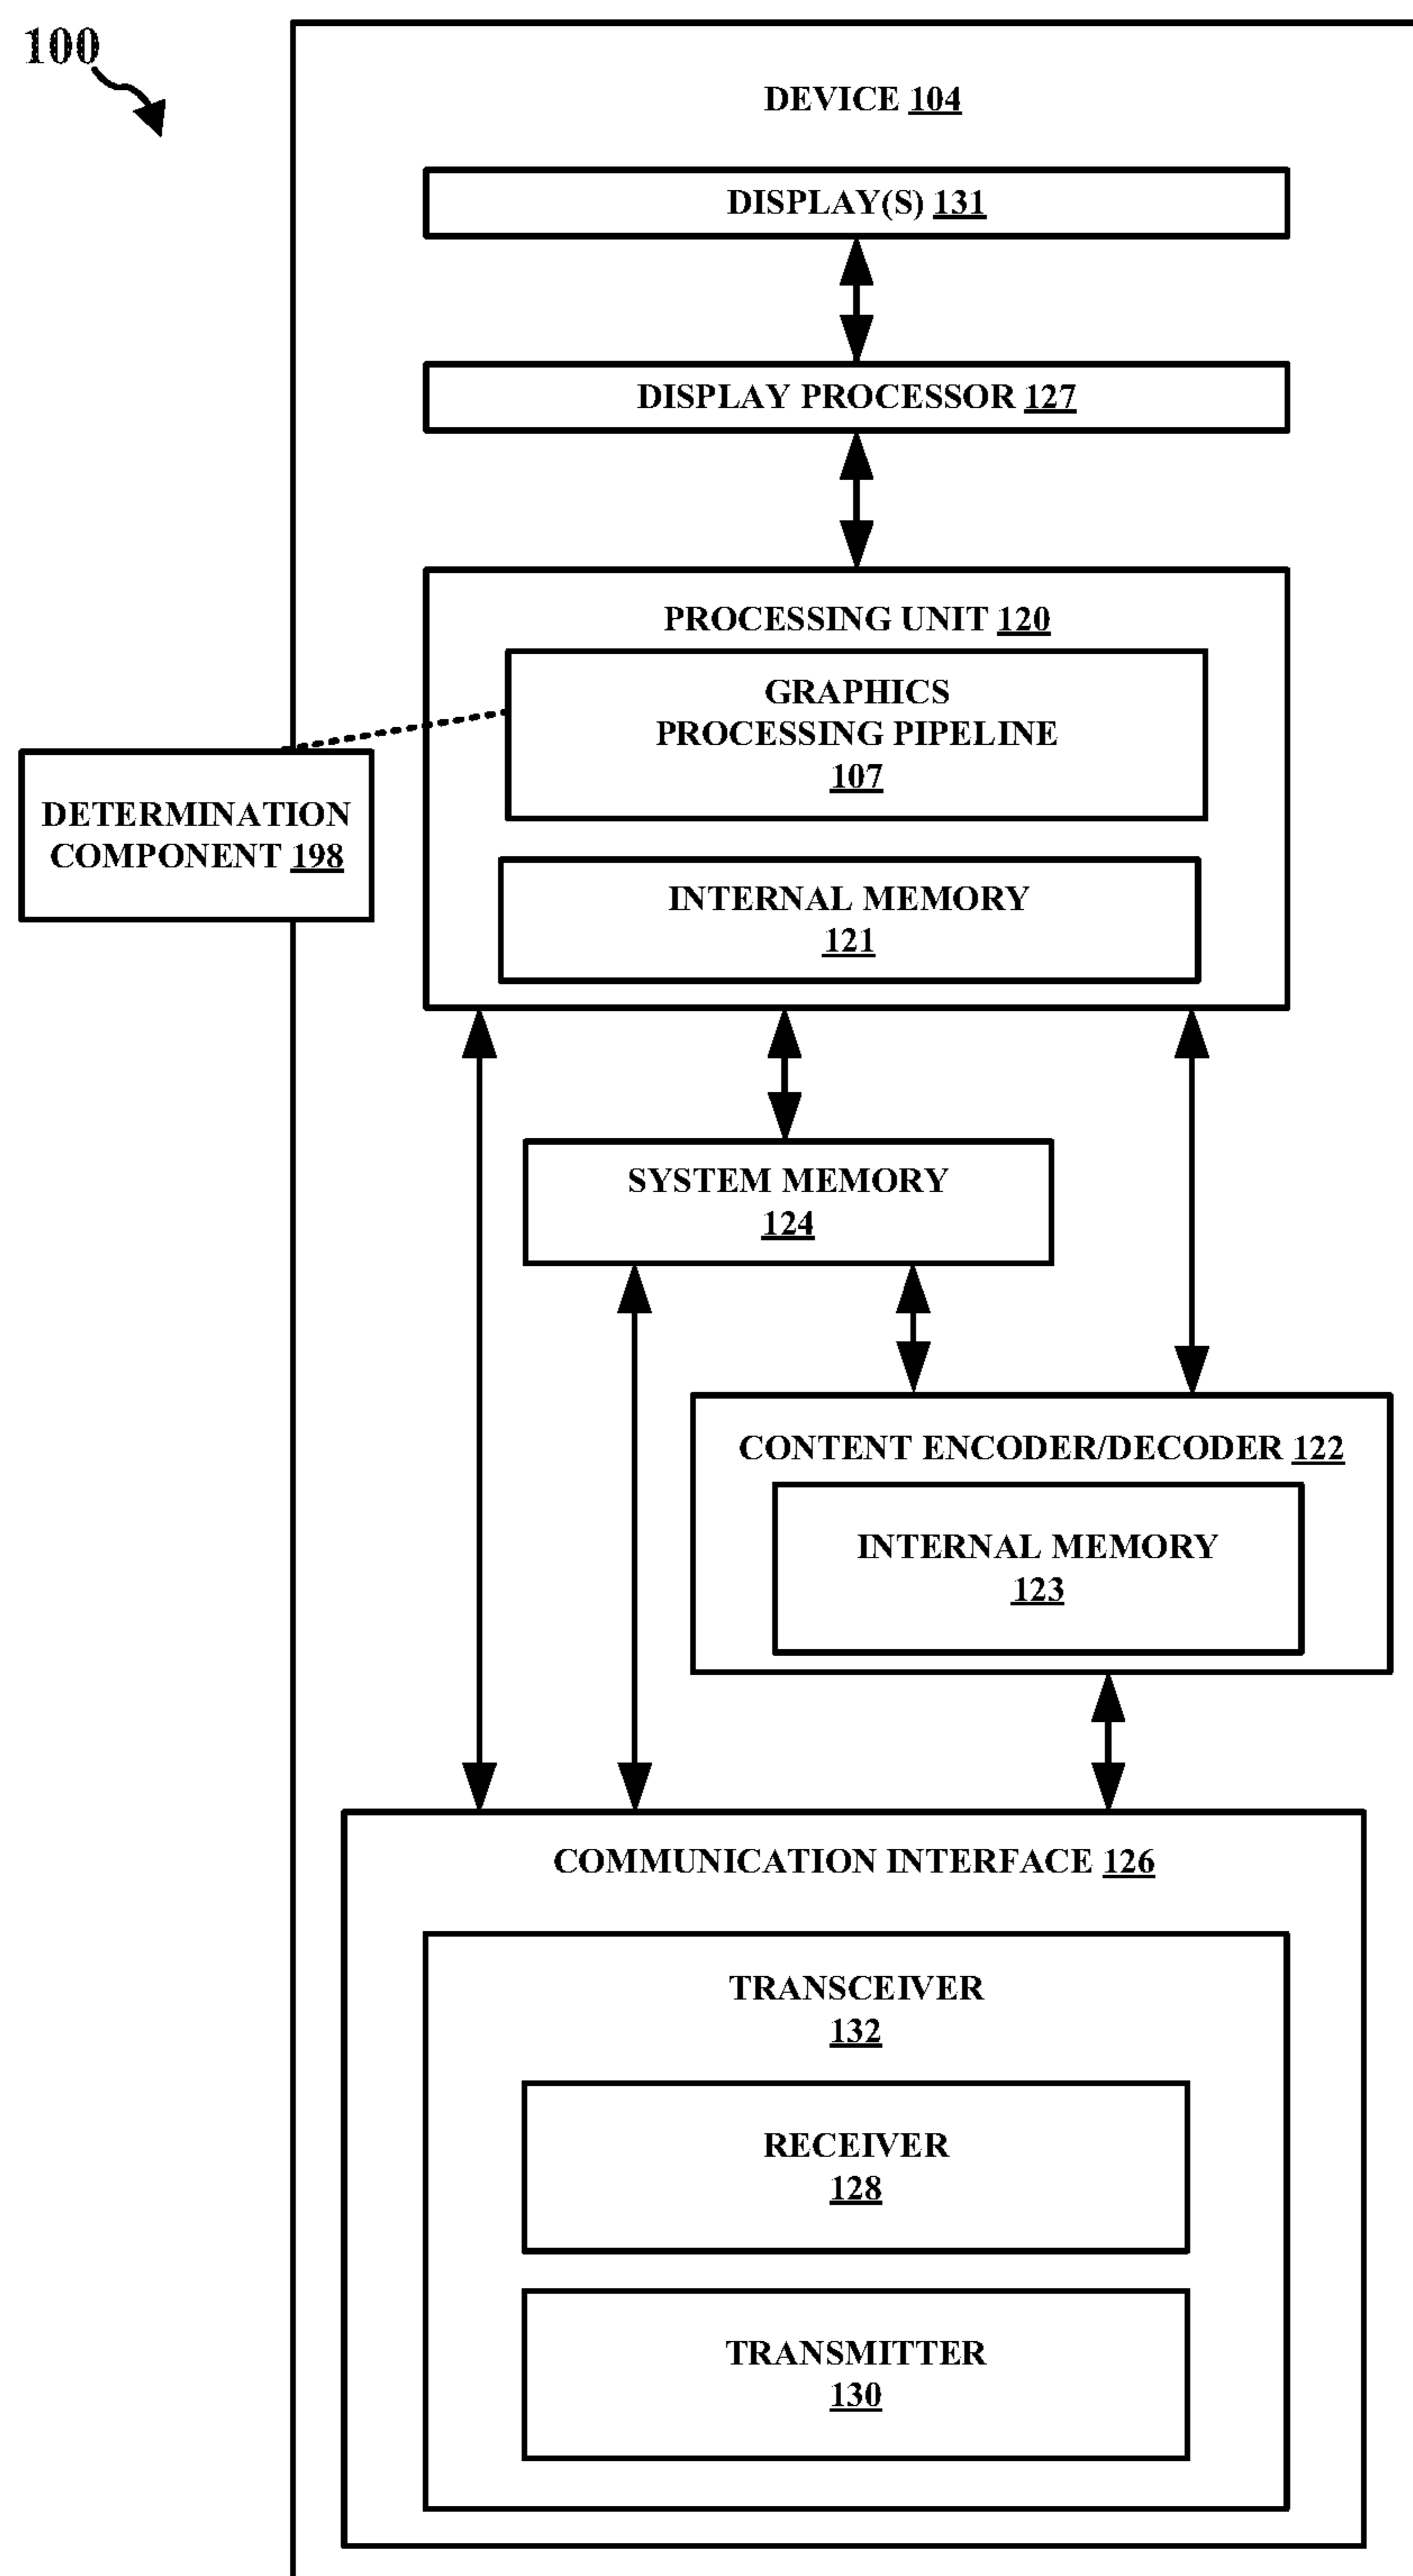 100
DEVICE 104
DISPLAY(S) 131
DISPLAY PROCESSOR 127
PROCESSING UNIT 120
GRAPHICS
PROCESSING PIPELINE
107
DETERMINATION
COMPONENT 198
INTERNAL MEMORY
121
SYSTEM MEMORY
124
CONTENT ENCODER/DECODER 122
INTERNAL MEMORY
123
COMMUNICATION INTERFACE 126
TRANSCEIVER
132
RECEIVER
128
TRANSMITTER
130